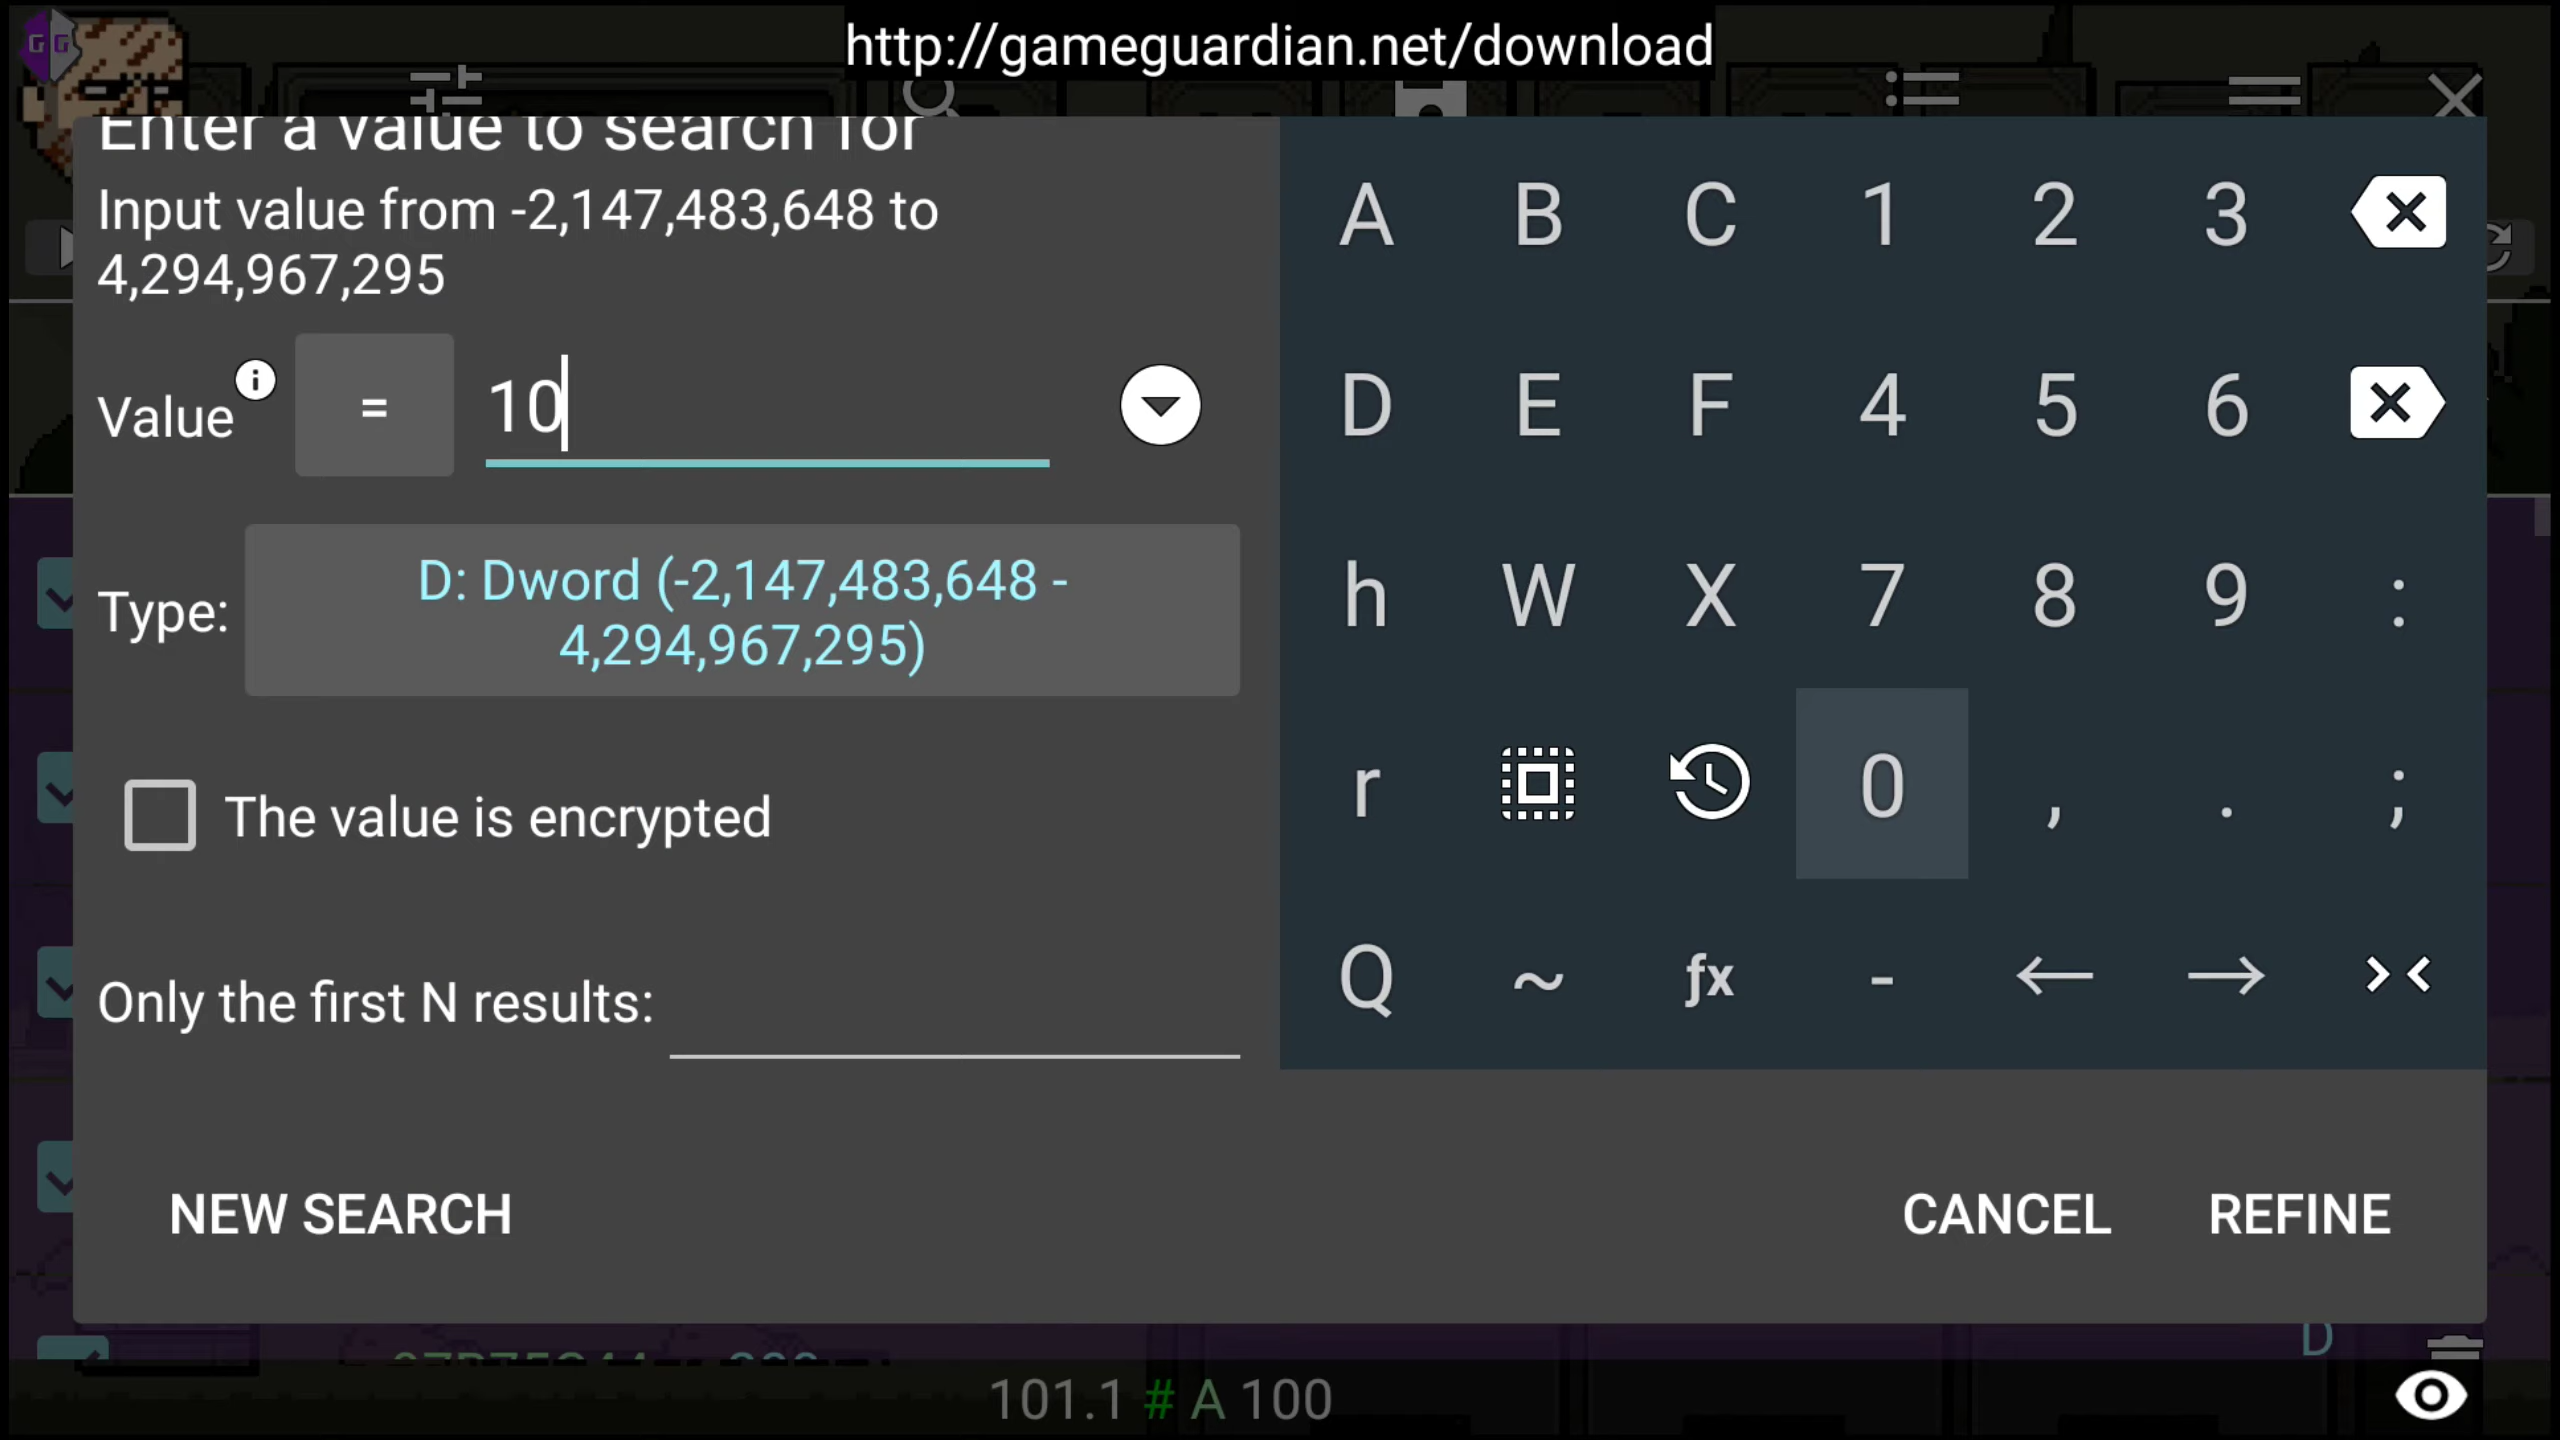 http://gameguardian.net/download
GG
Enter a value to search for
Input value from -2,147,483,648 to
4,294,967,295
Value i = 10
Type: D: Dword (-2,147,483,648 -
4,294,967,295)
The value is encrypted
Only the first N results:
A B C 1 2 3
D E F 4 5 6
h W X 7 8 9 :
r 0 , . ;
Q ~ ƒx - ← → > <
NEW SEARCH CANCEL REFINE
D
101.1 # A 100